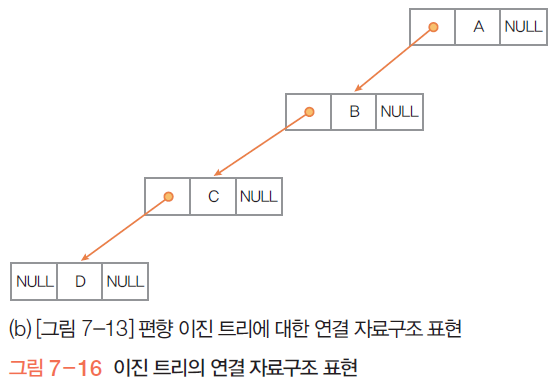 A NULL
B NULL
C NULL
NULL D NULL
(b) [그림 7-13] 편향 이진 트리에 대한 연결 자료구조 표현
그림 7-16 이진 트리의 연결 자료구조 표현